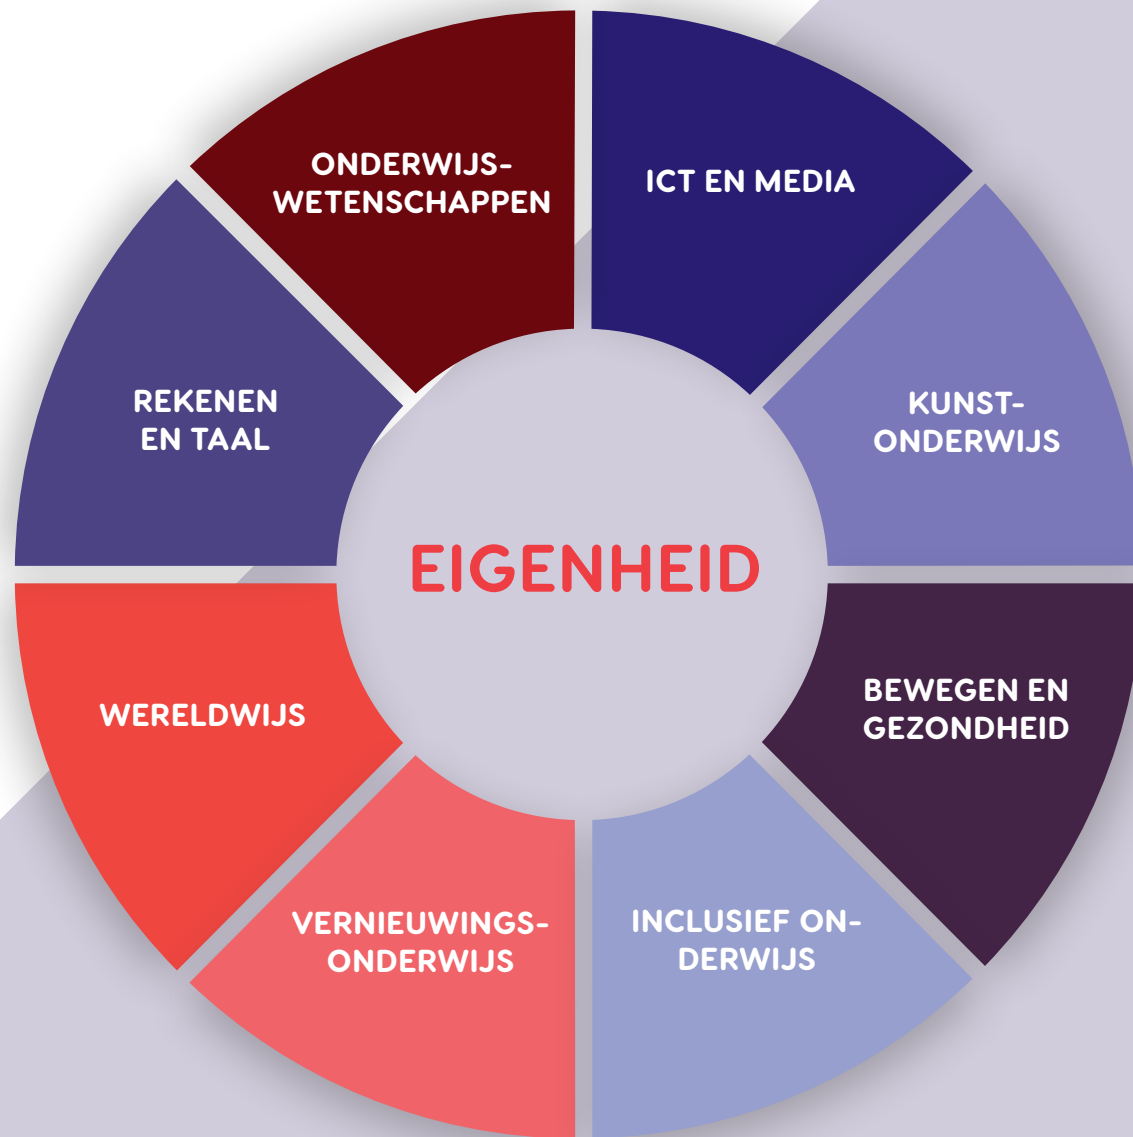 ONDERWIJS-
WETENSCHAPPEN
ICT EN MEDIA
KUNST-
ONDERWIJS
BEWEGEN EN
GEZONDHEID
INCLUSIEF ON-
DERWIJS
VERNIEUWINGS-
ONDERWIJS
WERELDWIJS
REKENEN
EN TAAL
EIGENHEID